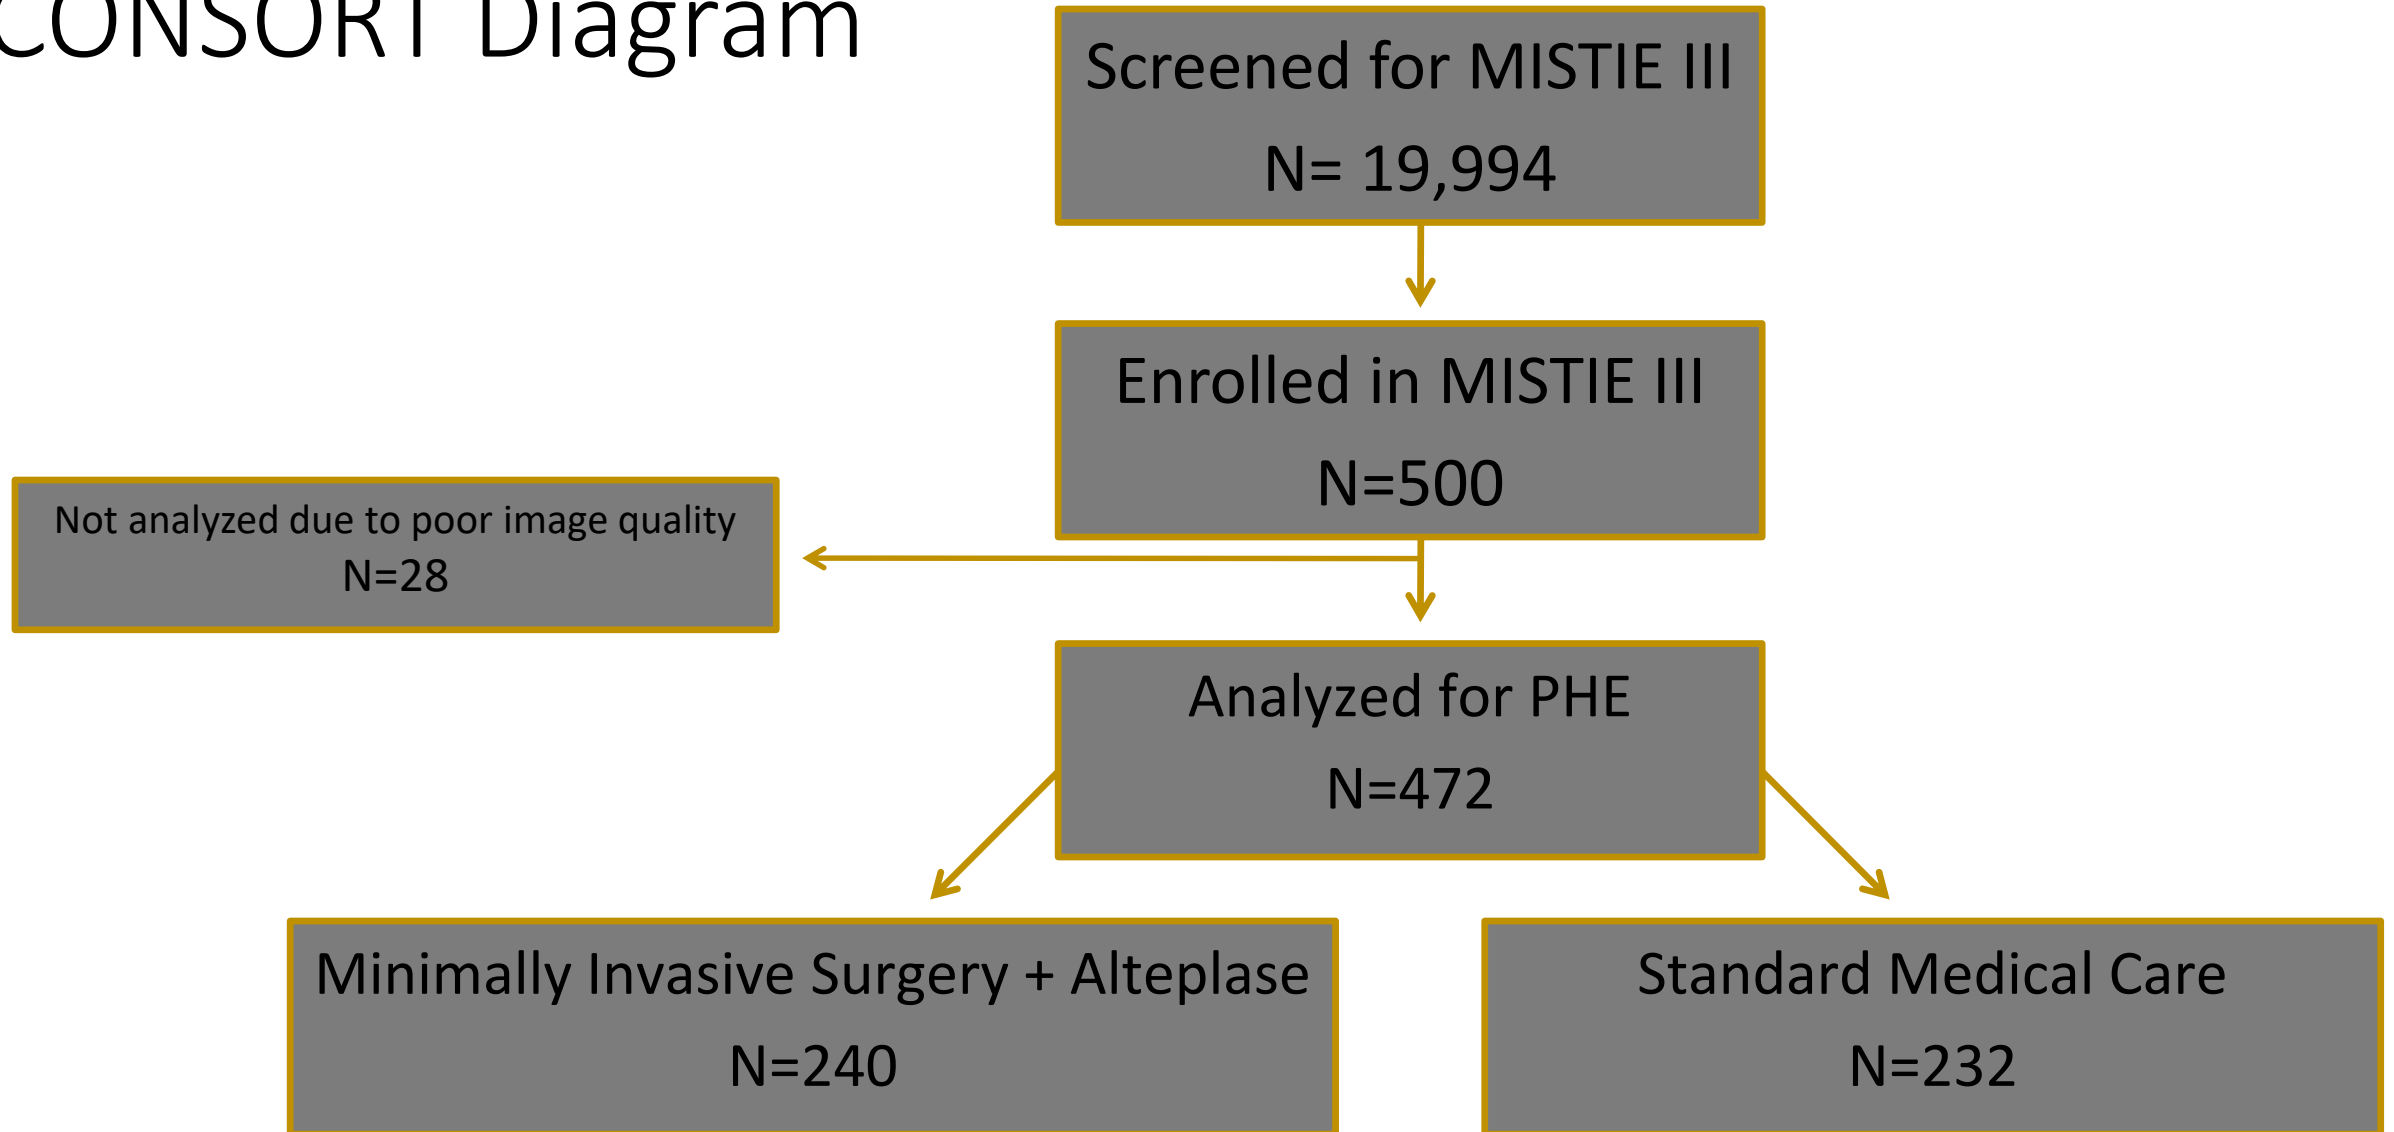 CONSORT Diagram
Screened for MISTIE III
N= 19,994
Enrolled in MISTIE III
N=500
Not analyzed due to poor image quality
N=28
Analyzed for PHE
N=472
Minimally Invasive Surgery + Alteplase
N=240
Standard Medical Care
N=232